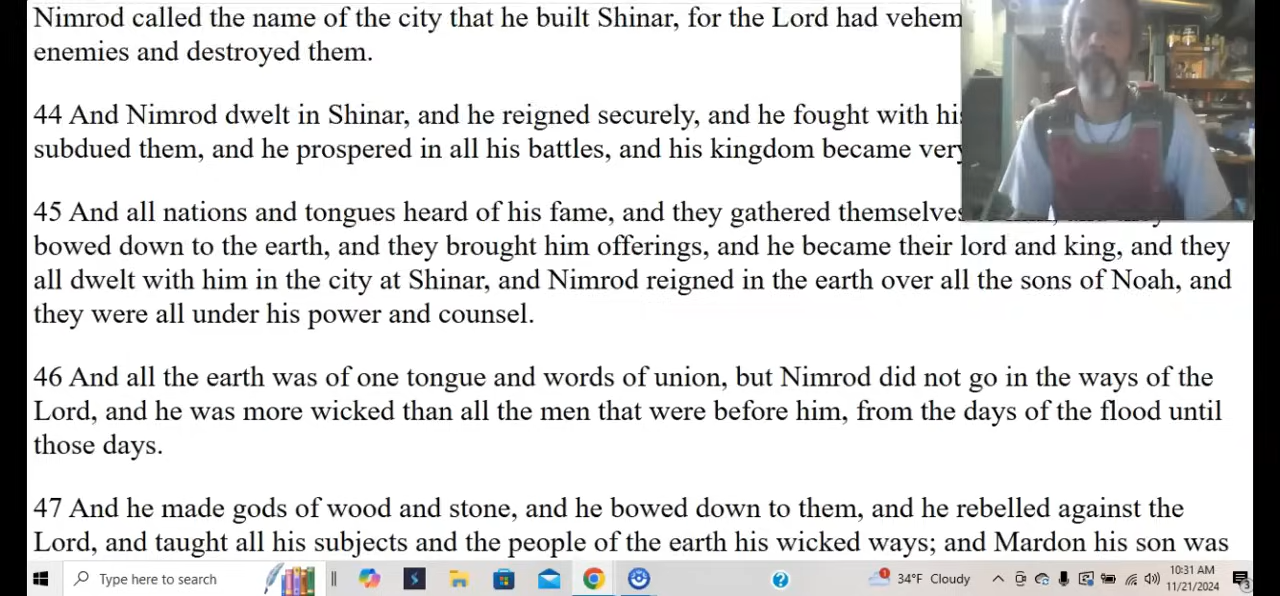 Nimrod called the name of the city that he built Shinar, for the Lord had vehem
enemies and destroyed them.
44 And Nimrod dwelt in Shinar, and he reigned securely, and he fought with his
subdued them, and he prospered in all his battles, and his kingdom became very
45 And all nations and tongues heard of his fame, and they gathered themselves
bowed down to the earth, and they brought him offerings, and he became their lord and king, and they
all dwelt with him in the city at Shinar, and Nimrod reigned in the earth over all the sons of Noah, and
they were all under his power and counsel.
46 And all the earth was of one tongue and words of union, but Nimrod did not go in the ways of the
Lord, and he was more wicked than all the men that were before him, from the days of the flood until
those days.
47 And he made gods of wood and stone, and he bowed down to them, and he rebelled against the
Lord, and taught all his subjects and the people of the earth his wicked ways; and Mardon his son was
Type here to search
34°F Cloudy
10:31 AM
11/21/2024